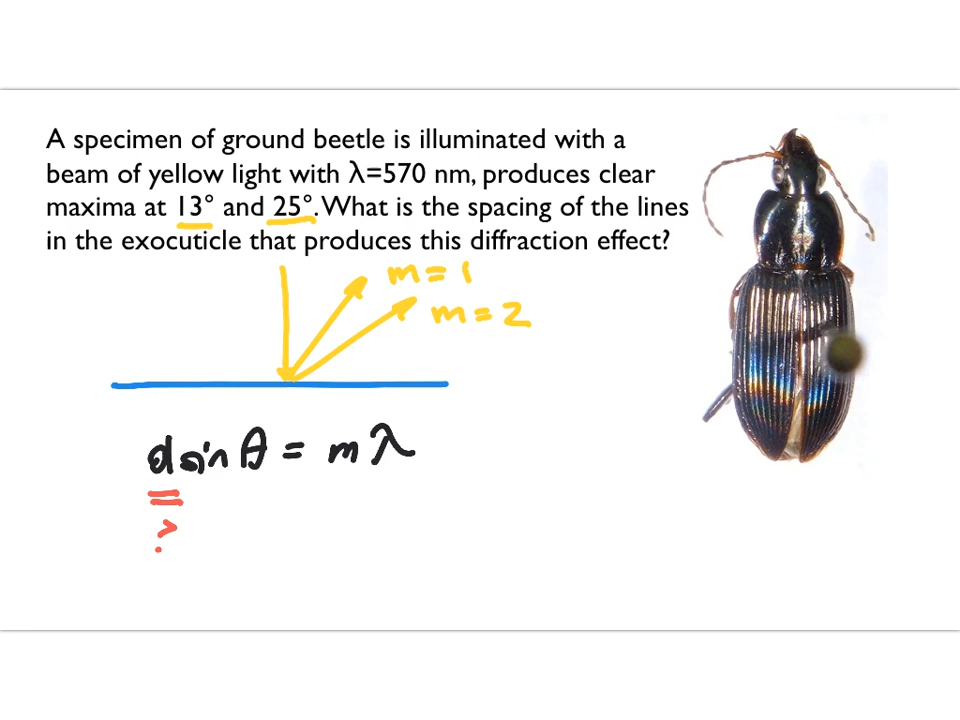 A specimen of ground beetle is illuminated with a
beam of yellow light with λ=570 nm, produces clear
maxima at 13° and 25°. What is the spacing of the lines
in the exocuticle that produces this diffraction effect?
m = 1
m = 2
d sin θ = m λ
?